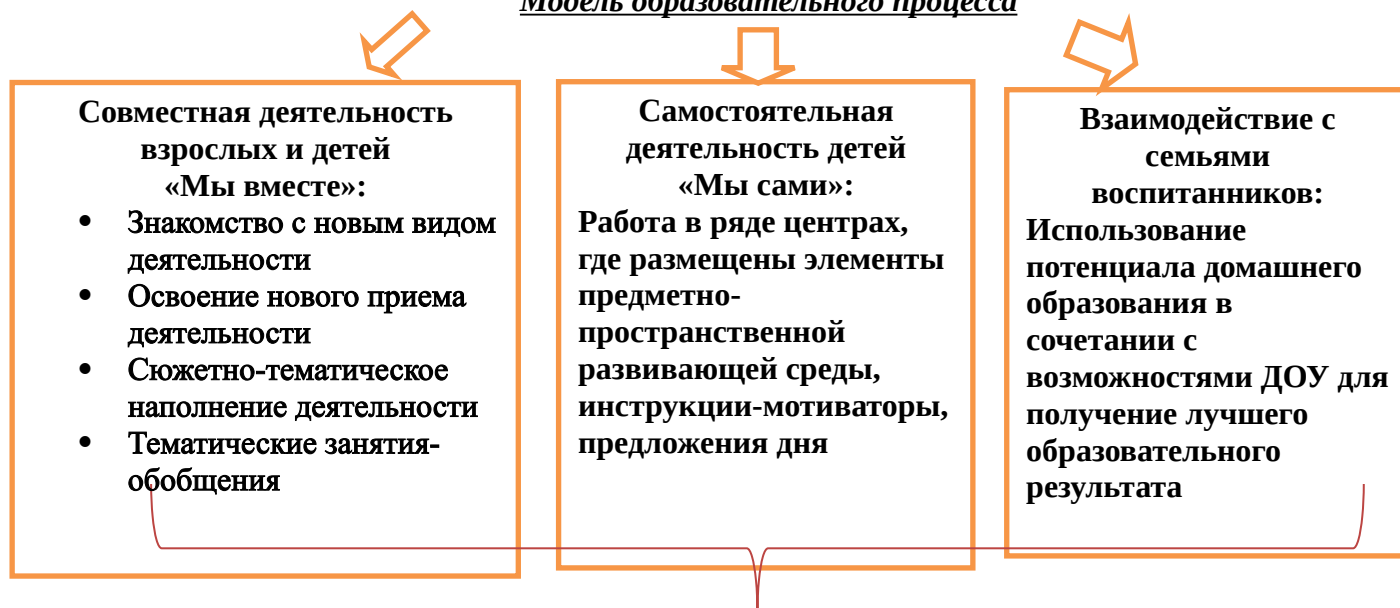 Модель образовательного процесса
Совместная деятельность
взрослых и детей
«Мы вместе»:
• Знакомство с новым видом
деятельности
• Освоение нового приема
деятельности
• Сюжетно-тематическое
наполнение деятельности
• Тематические занятия-
обобщения
Самостоятельная
деятельность детей
«Мы сами»:
Работа в ряде центрах,
где размещены элементы
предметно-
пространственной
развивающей среды,
инструкции-мотиваторы,
предложения дня
Взаимодействие с
семьями
воспитанников:
Использование
потенциала домашнего
образования в
сочетании с
возможностями ДОУ для
получение лучшего
образовательного
результата